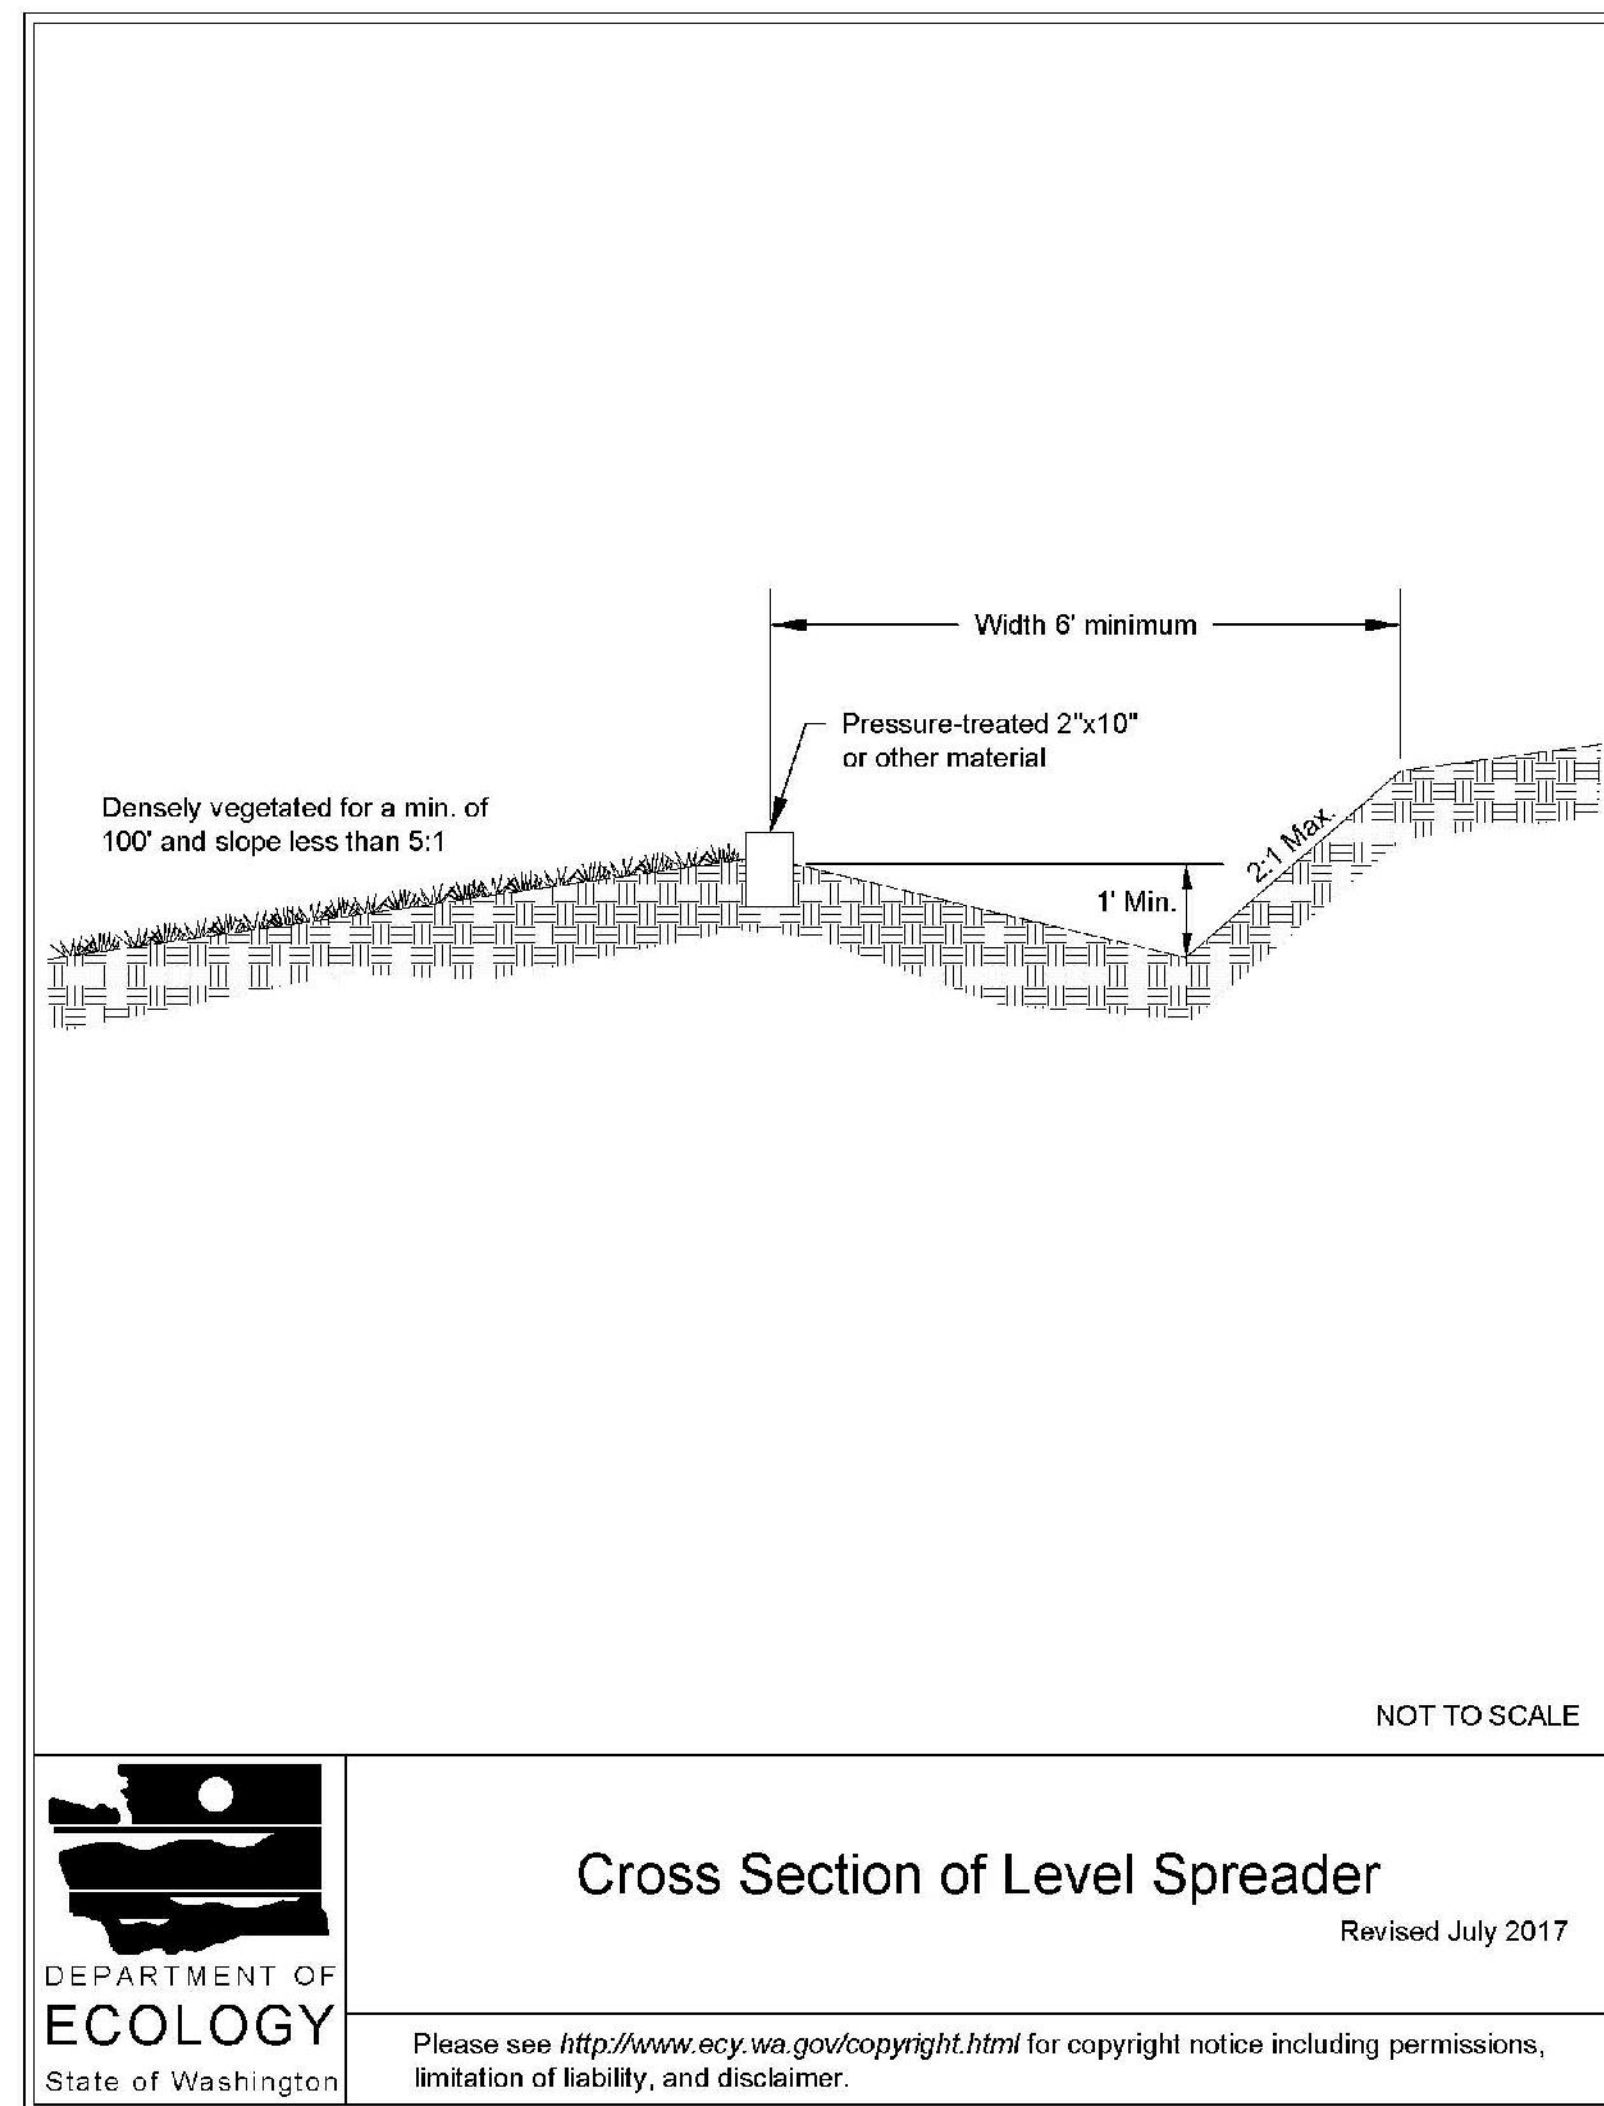 Width 6' minimum
Pressure-treated 2"x10"
or other material
Densely vegetated for a min. of
100' and slope less than 5:1
2:1 Max.
1' Min.
NOT TO SCALE
Cross Section of Level Spreader
Revised July 2017
DEPARTMENT OF
ECOLOGY
State of Washington
Please see http://www.ecy.wa.gov/copyright.html for copyright notice including permissions,
limitation of liability, and disclaimer.